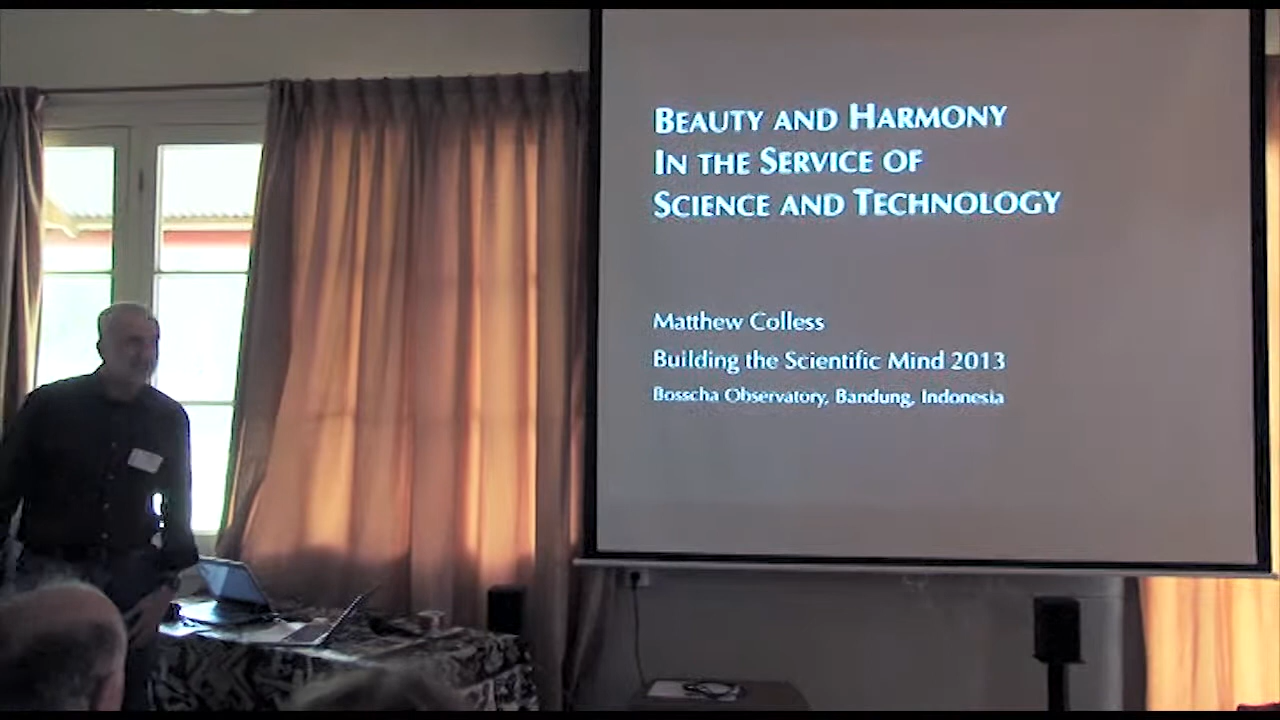 BEAUTY AND HARMONY
IN THE SERVICE OF
SCIENCE AND TECHNOLOGY
Matthew Colless
Building the Scientific Mind 2013
Bosscha Observatory, Bandung, Indonesia